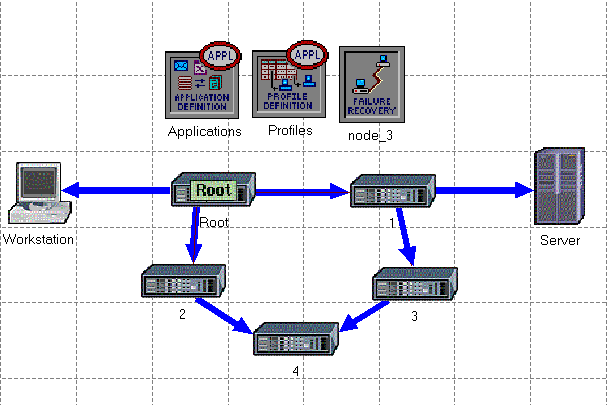 APPL
APPL
APPLICATION
DEFINITION
PROFILE
DEFINITION
FAILURE
RECOVERY
Applications
Profiles
node_3
Root
Workstation
Root
1
Server
2
3
4